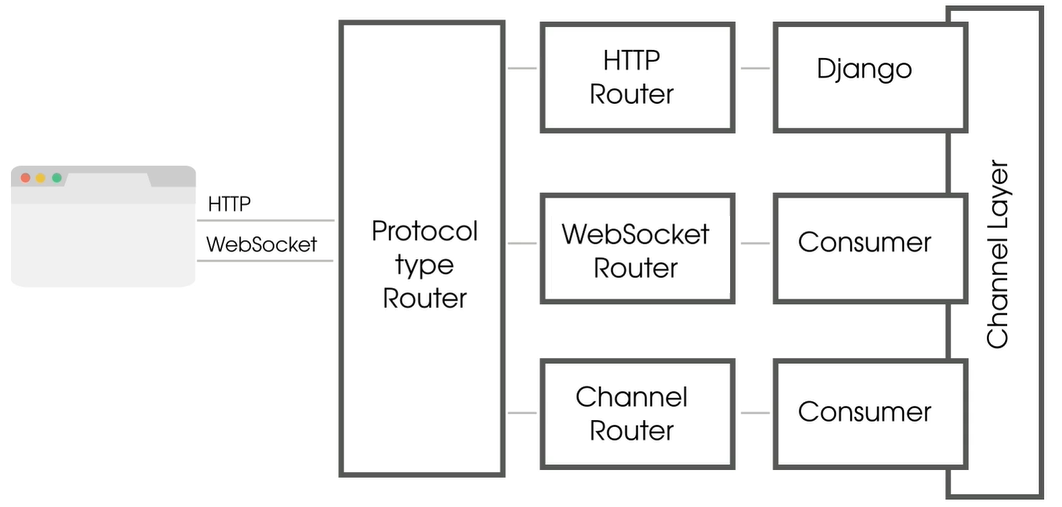 HTTP
WebSocket
Protocol
type
Router
HTTP
Router
Django
WebSocket
Router
Consumer
Channel
Router
Consumer
Channel Layer